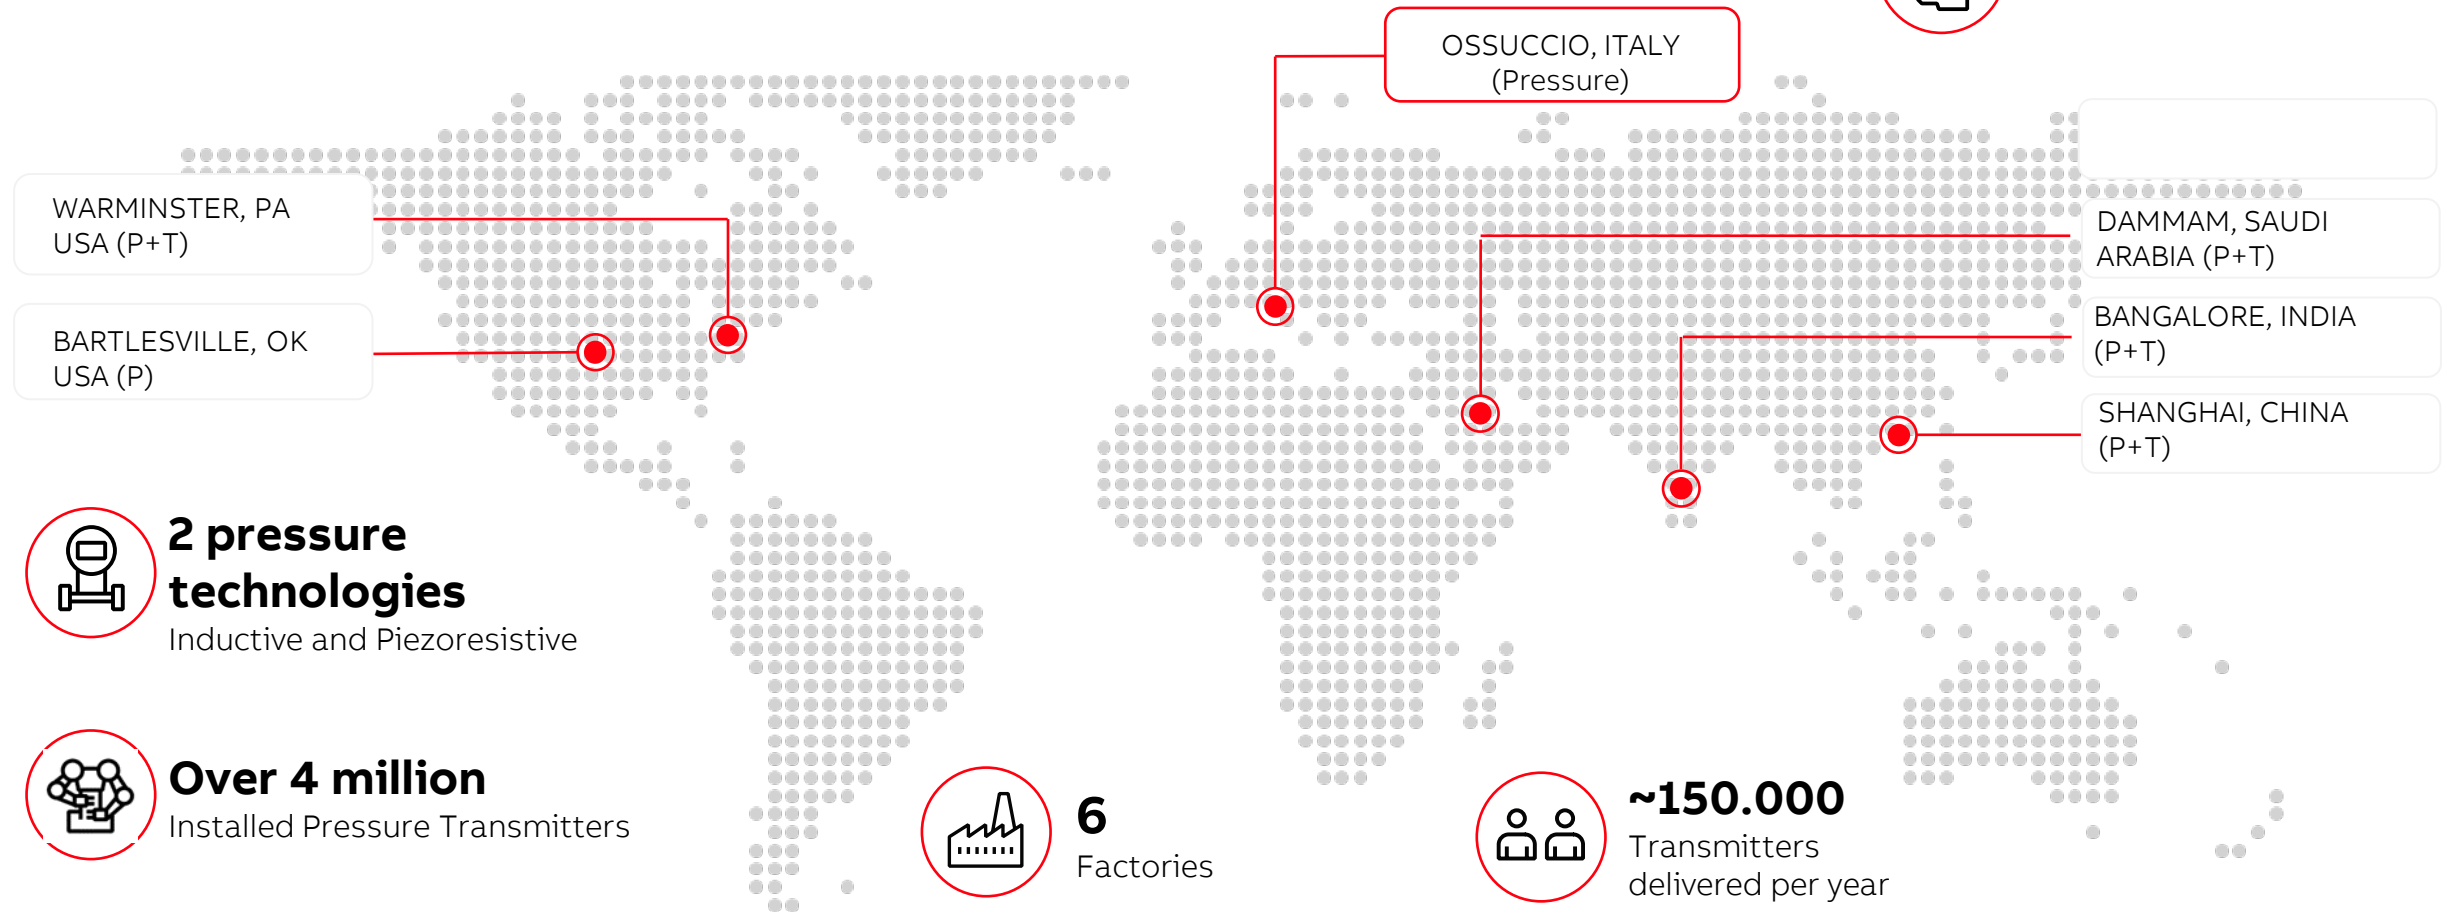 OSSUCCIO, ITALY
(Pressure)
WARMINSTER, PA
USA (P+T)
BARTLESVILLE, OK
USA (P)
DAMMAM, SAUDI
ARABIA (P+T)
BANGALORE, INDIA
(P+T)
SHANGHAI, CHINA
(P+T)
2 pressure
technologies
Inductive and Piezoresistive
Over 4 million
Installed Pressure Transmitters
6
Factories
~150.000
Transmitters
delivered per year